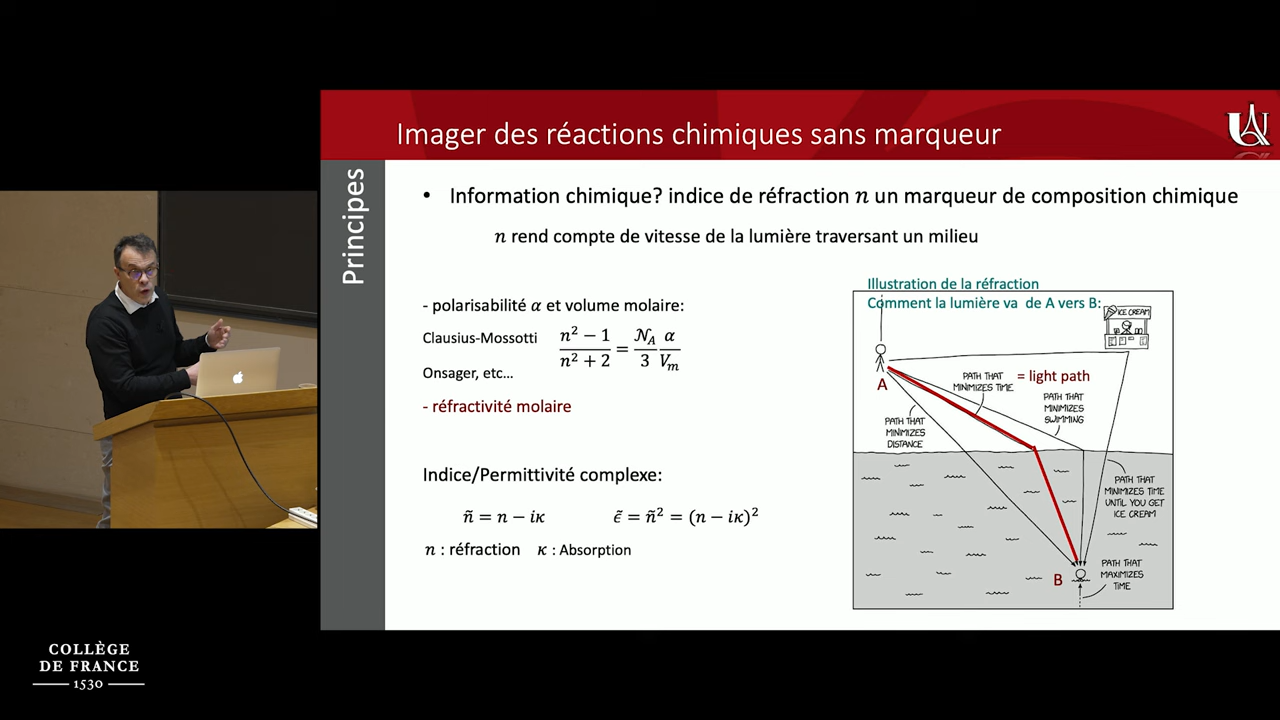 Imager des réactions chimiques sans marqueur
Principes
• Information chimique? indice de réfraction n un marqueur de composition chimique
n rend compte de vitesse de la lumière traversant un milieu
- polarisabilité α et volume molaire:
Clausius-Mossotti
n² − 1 / n² + 2 = 𝒩_A / 3 α / V_m
Onsager, etc...
- réfractivité molaire
Indice/Permittivité complexe:
ñ = n − iκ
ε̃ = ñ² = (n − iκ)²
n : réfraction κ : Absorption
Illustration de la réfraction
Comment la lumière va de A vers B:
ICE CREAM
A
PATH THAT
MINIMIZES TIME
= light path
PATH THAT
MINIMIZES
SWIMMING
PATH THAT
MINIMIZES
DISTANCE
PATH THAT
MINIMIZES TIME
UNTIL YOU GET
ICE CREAM
B
PATH THAT
MAXIMIZES
TIME
COLLÈGE
DE FRANCE
1530